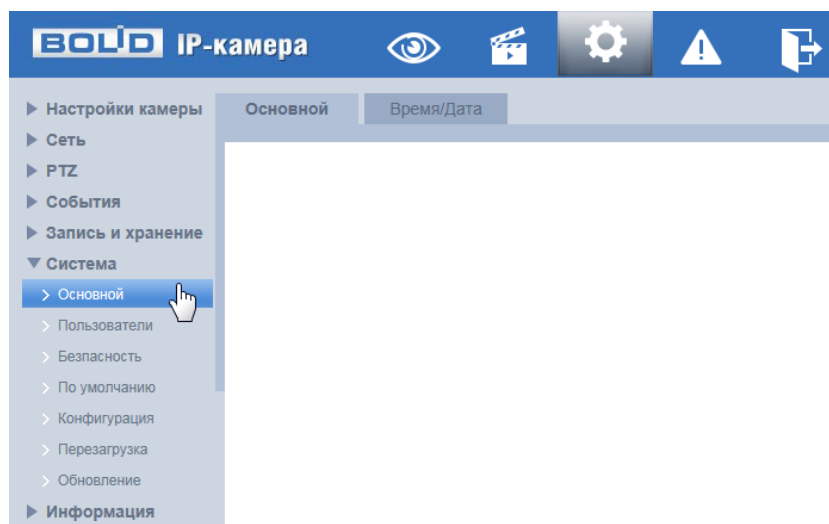 BOLID IP-камера
Настройки камеры
Сеть
PTZ
События
Запись и хранение
Система
Основной
Пользователи
Безпасность
По умолчанию
Конфигурация
Перезагрузка
Обновление
Информация
Основной Время/Дата